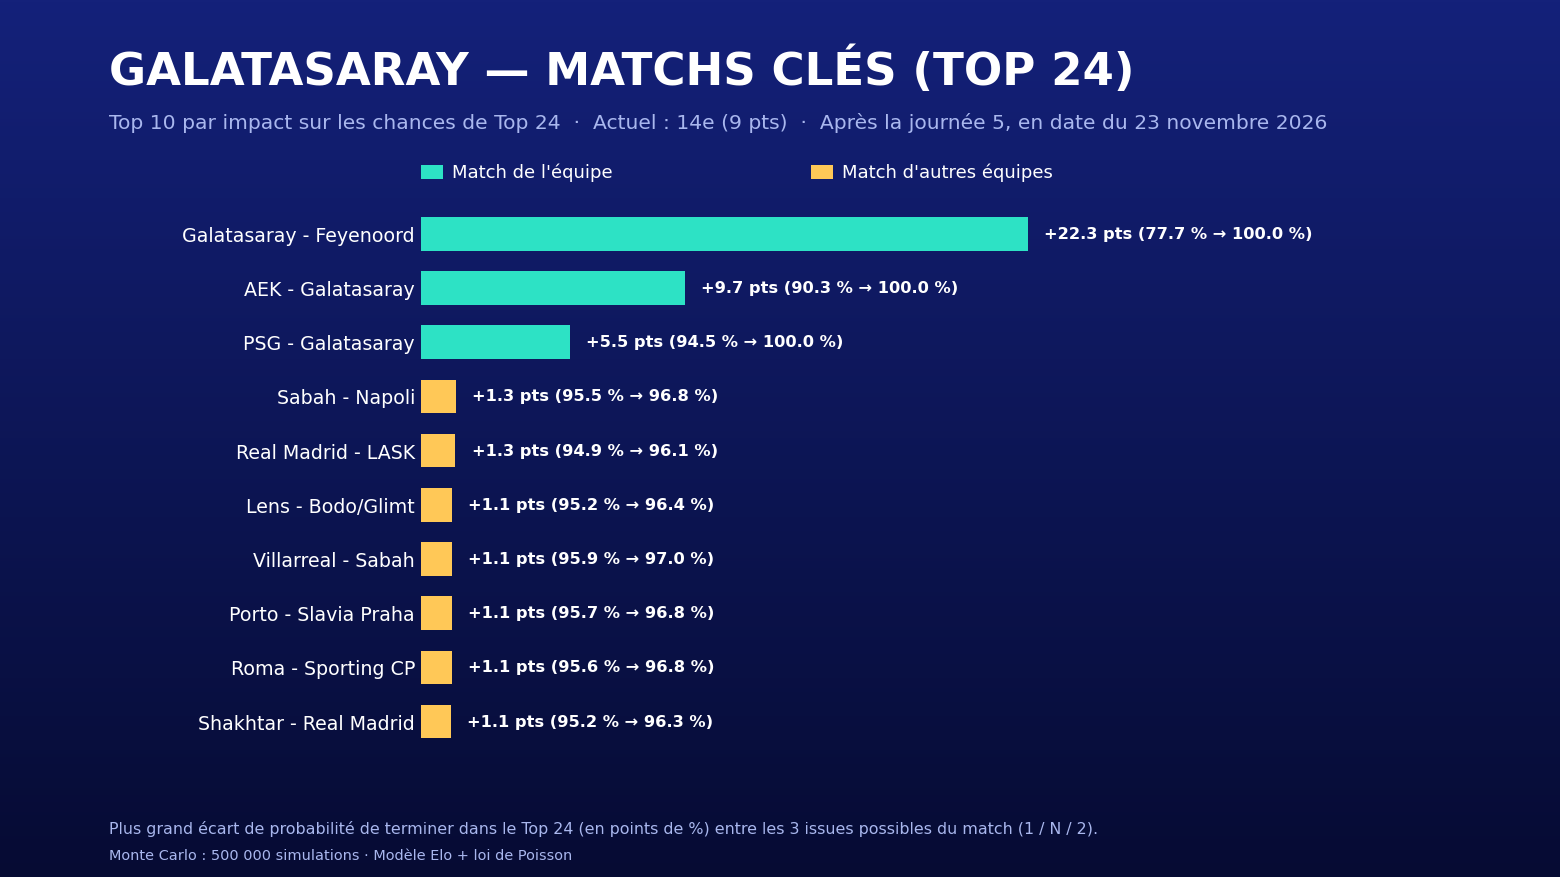 GALATASARAY — MATCHS CLÉS (TOP 24)
Top 10 par impact sur les chances de Top 24 · Actuel : 14e (9 pts) · Après la journée 5, en date du 23 novembre 2026
Match de l'équipe
Match d'autres équipes
Galatasaray - Feyenoord +22.3 pts (77.7 % → 100.0 %)
AEK - Galatasaray +9.7 pts (90.3 % → 100.0 %)
PSG - Galatasaray +5.5 pts (94.5 % → 100.0 %)
Sabah - Napoli +1.3 pts (95.5 % → 96.8 %)
Real Madrid - LASK +1.3 pts (94.9 % → 96.1 %)
Lens - Bodo/Glimt +1.1 pts (95.2 % → 96.4 %)
Villarreal - Sabah +1.1 pts (95.9 % → 97.0 %)
Porto - Slavia Praha +1.1 pts (95.7 % → 96.8 %)
Roma - Sporting CP +1.1 pts (95.6 % → 96.8 %)
Shakhtar - Real Madrid +1.1 pts (95.2 % → 96.3 %)
Plus grand écart de probabilité de terminer dans le Top 24 (en points de %) entre les 3 issues possibles du match (1 / N / 2).
Monte Carlo : 500 000 simulations · Modèle Elo + loi de Poisson